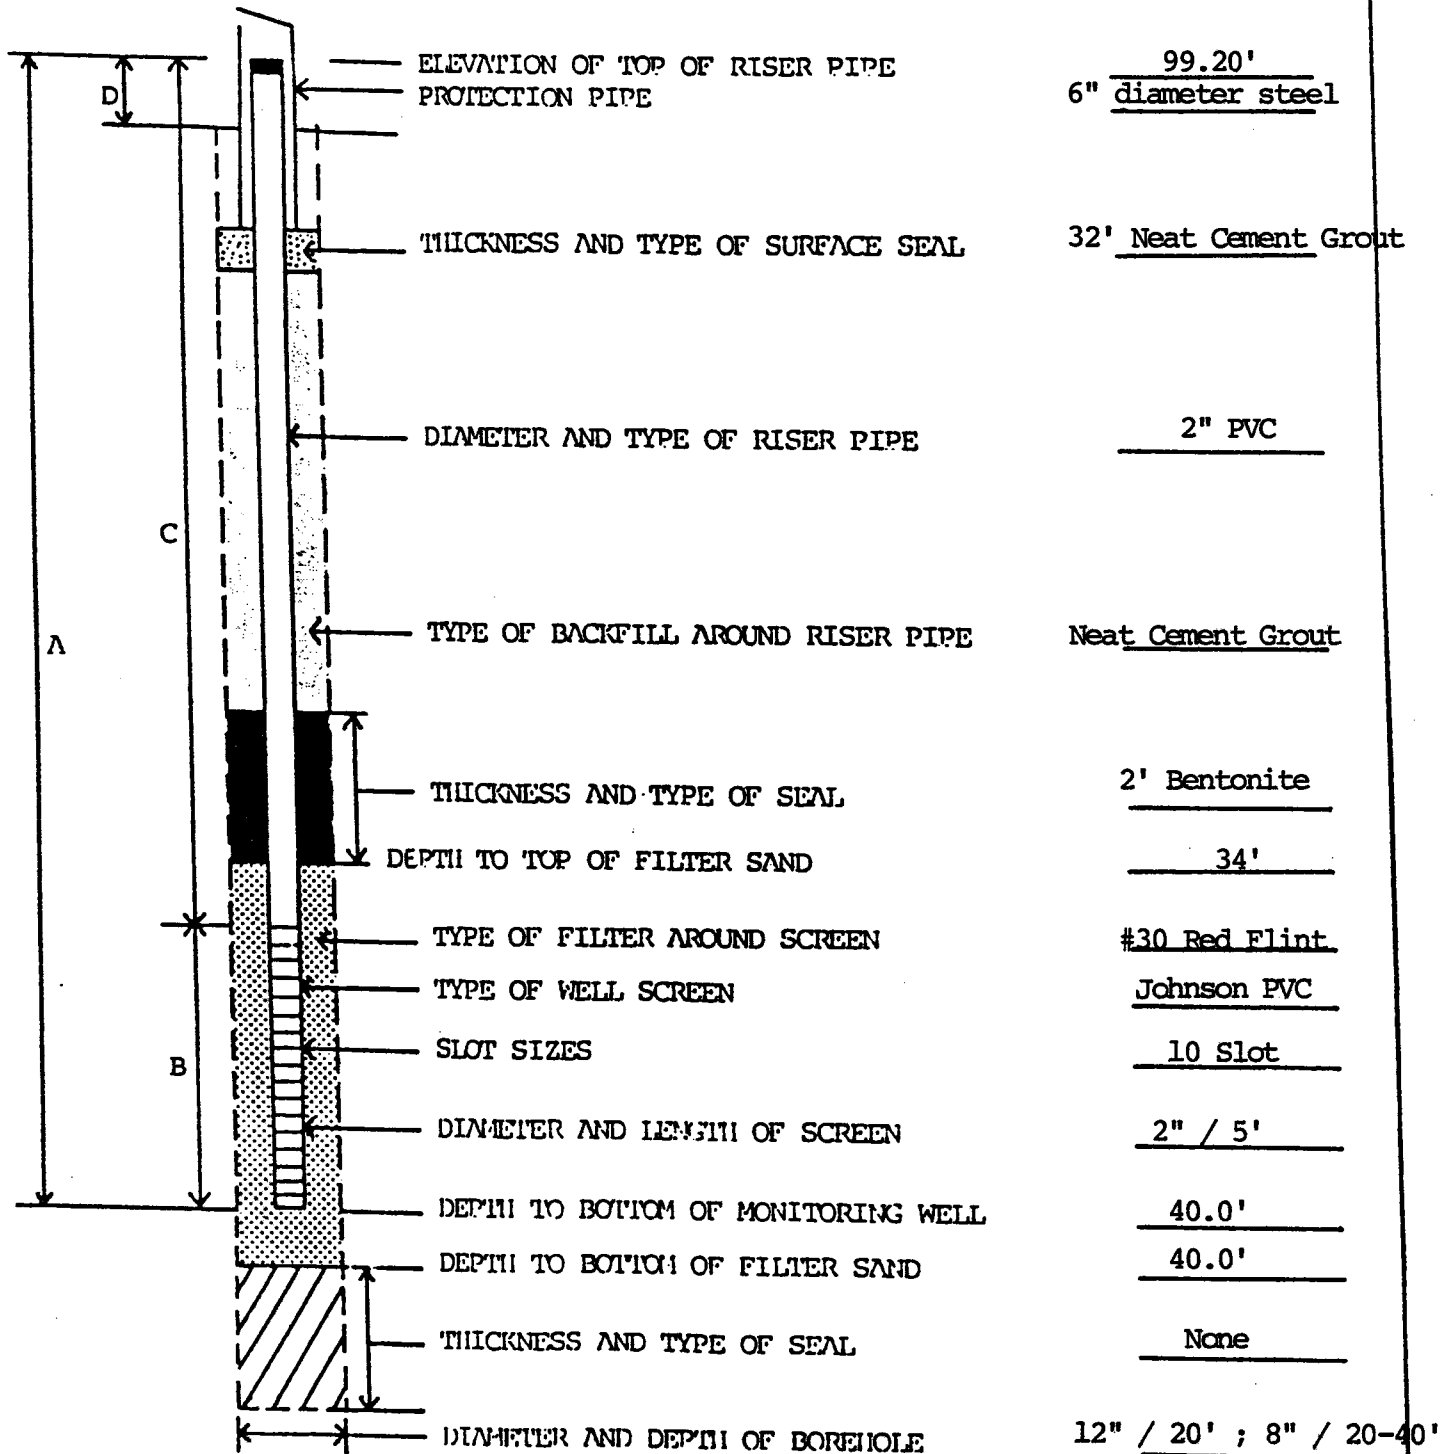 ELEVATION OF TOP OF RISER PIPE 99.20'
D PROTECTION PIPE 6" diameter steel
THICKNESS AND TYPE OF SURFACE SEAL 32' Neat Cement Grout
DIAMETER AND TYPE OF RISER PIPE 2" PVC
C
A TYPE OF BACKFILL AROUND RISER PIPE Neat Cement Grout
THICKNESS AND TYPE OF SEAL 2' Bentonite
DEPTH TO TOP OF FILTER SAND 34'
TYPE OF FILTER AROUND SCREEN #30 Red Flint
TYPE OF WELL SCREEN Johnson PVC
SLOT SIZES 10 Slot
B
DIAMETER AND LENGTH OF SCREEN 2" / 5'
DEPTH TO BOTTOM OF MONITORING WELL 40.0'
DEPTH TO BOTTOM OF FILTER SAND 40.0'
THICKNESS AND TYPE OF SEAL None
DIAMETER AND DEPTH OF BOREHOLE 12" / 20' ; 8" / 20-40'